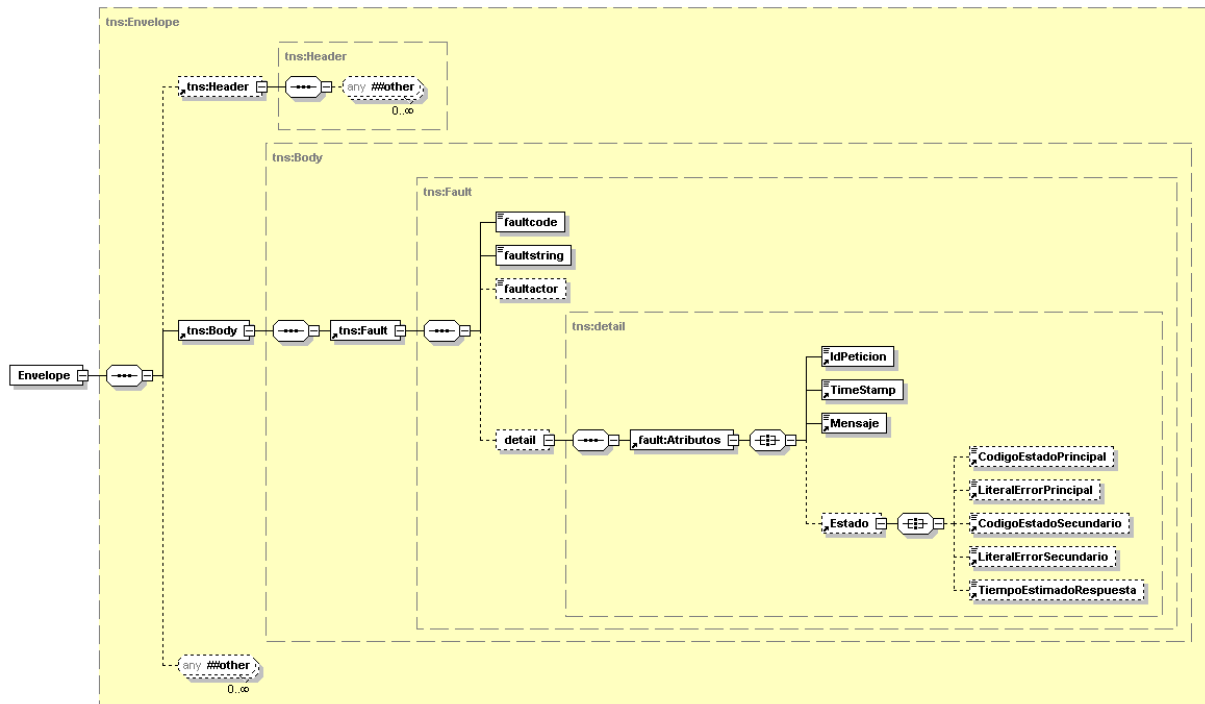 tns:Envelope
tns:Header
tns:Header
any ##other
0..∞
tns:Body
tns:Fault
faultcode
faultstring
faultactor
tns:detail
tns:Body
tns:Fault
IdPeticion
Envelope
TimeStamp
Mensaje
detail
fault:Atributos
CodigoEstadoPrincipal
LiteralErrorPrincipal
Estado
CodigoEstadoSecundario
LiteralErrorSecundario
TiempoEstimadoRespuesta
any ##other
0..∞